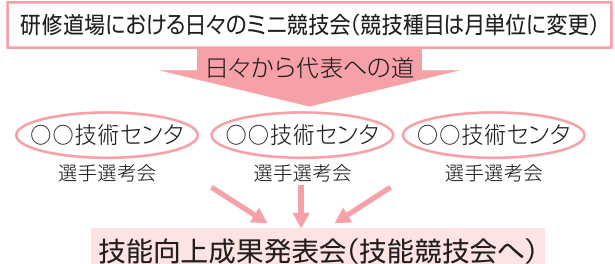 研修道場における日々のミニ競技会(競技種目は月単位に変更)
日々から代表への道
○○技術センタ ○○技術センタ ○○技術センタ
選手選考会 選手選考会 選手選考会
技能向上成果発表会(技能競技会へ)